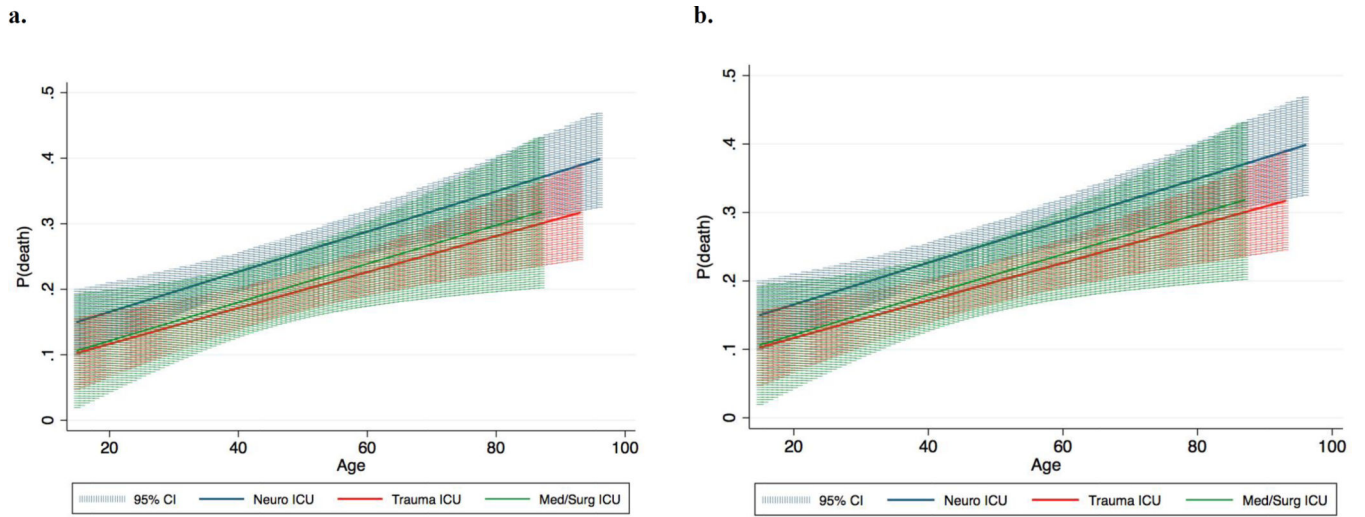 a.
P(death)
.5
.4
.3
.2
.1
0
20 40 60 80 100
Age
95% CI Neuro ICU Trauma ICU Med/Surg ICU
b.
P(death)
.5
.4
.3
.2
.1
0
20 40 60 80 100
Age
95% CI Neuro ICU Trauma ICU Med/Surg ICU